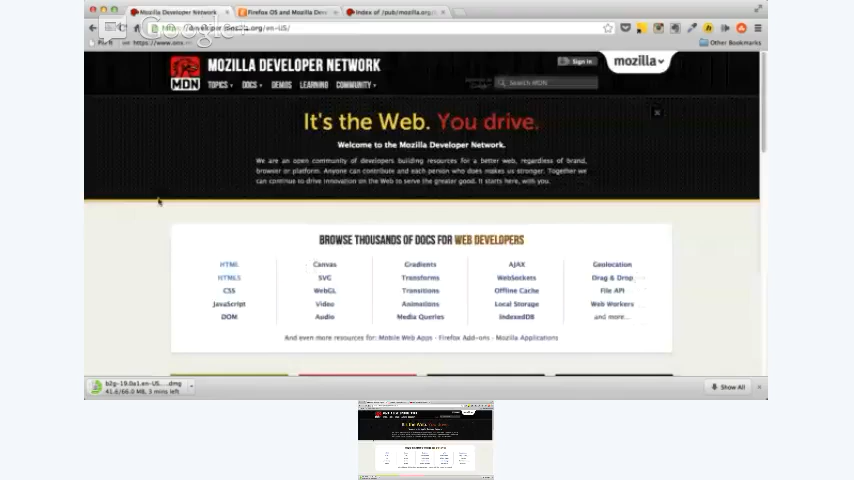 Mozilla Developer Network
Firefox OS and Mozilla Dev
Index of /pub/mozilla.org/
Google+
developer.mozilla.org/en-US/
Other Bookmarks
MDN
MOZILLA DEVELOPER NETWORK
Sign in
mozilla
TOPICS DOCS DEMOS LEARNING COMMUNITY
Search MDN
It's the Web. You drive.
Welcome to the Mozilla Developer Network.
We are an open community of developers building resources for a better web, regardless of brand,
browser or platform. Anyone can contribute and each person who does makes us stronger. Together we
can continue to drive innovation on the Web to serve the greater good. It starts here, with you.
BROWSE THOUSANDS OF DOCS FOR WEB DEVELOPERS
HTML Canvas Gradients AJAX Geolocation
HTML5 SVG Transforms WebSockets Drag & Drop
CSS WebGL Transitions Offline Cache File API
JavaScript Video Animations Local Storage Web Workers
DOM Audio Media Queries IndexedDB and more...
And even more resources for: Mobile Web Apps - Firefox Add-ons - Mozilla Applications
b2g-19.0a1.en-US....dmg
41.6/66.0 MB, 3 mins left
Show All
It's the Web. You drive.